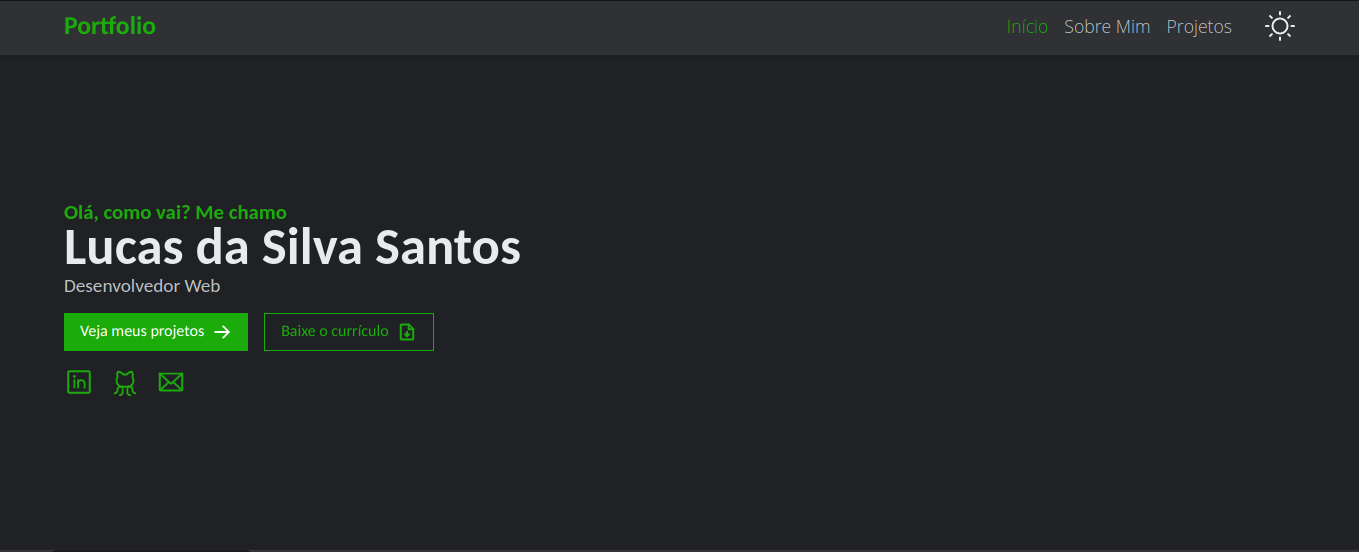 Portfolio
Início Sobre Mim Projetos
Olá, como vai? Me chamo
Lucas da Silva Santos
Desenvolvedor Web
Veja meus projetos
Baixe o currículo
in